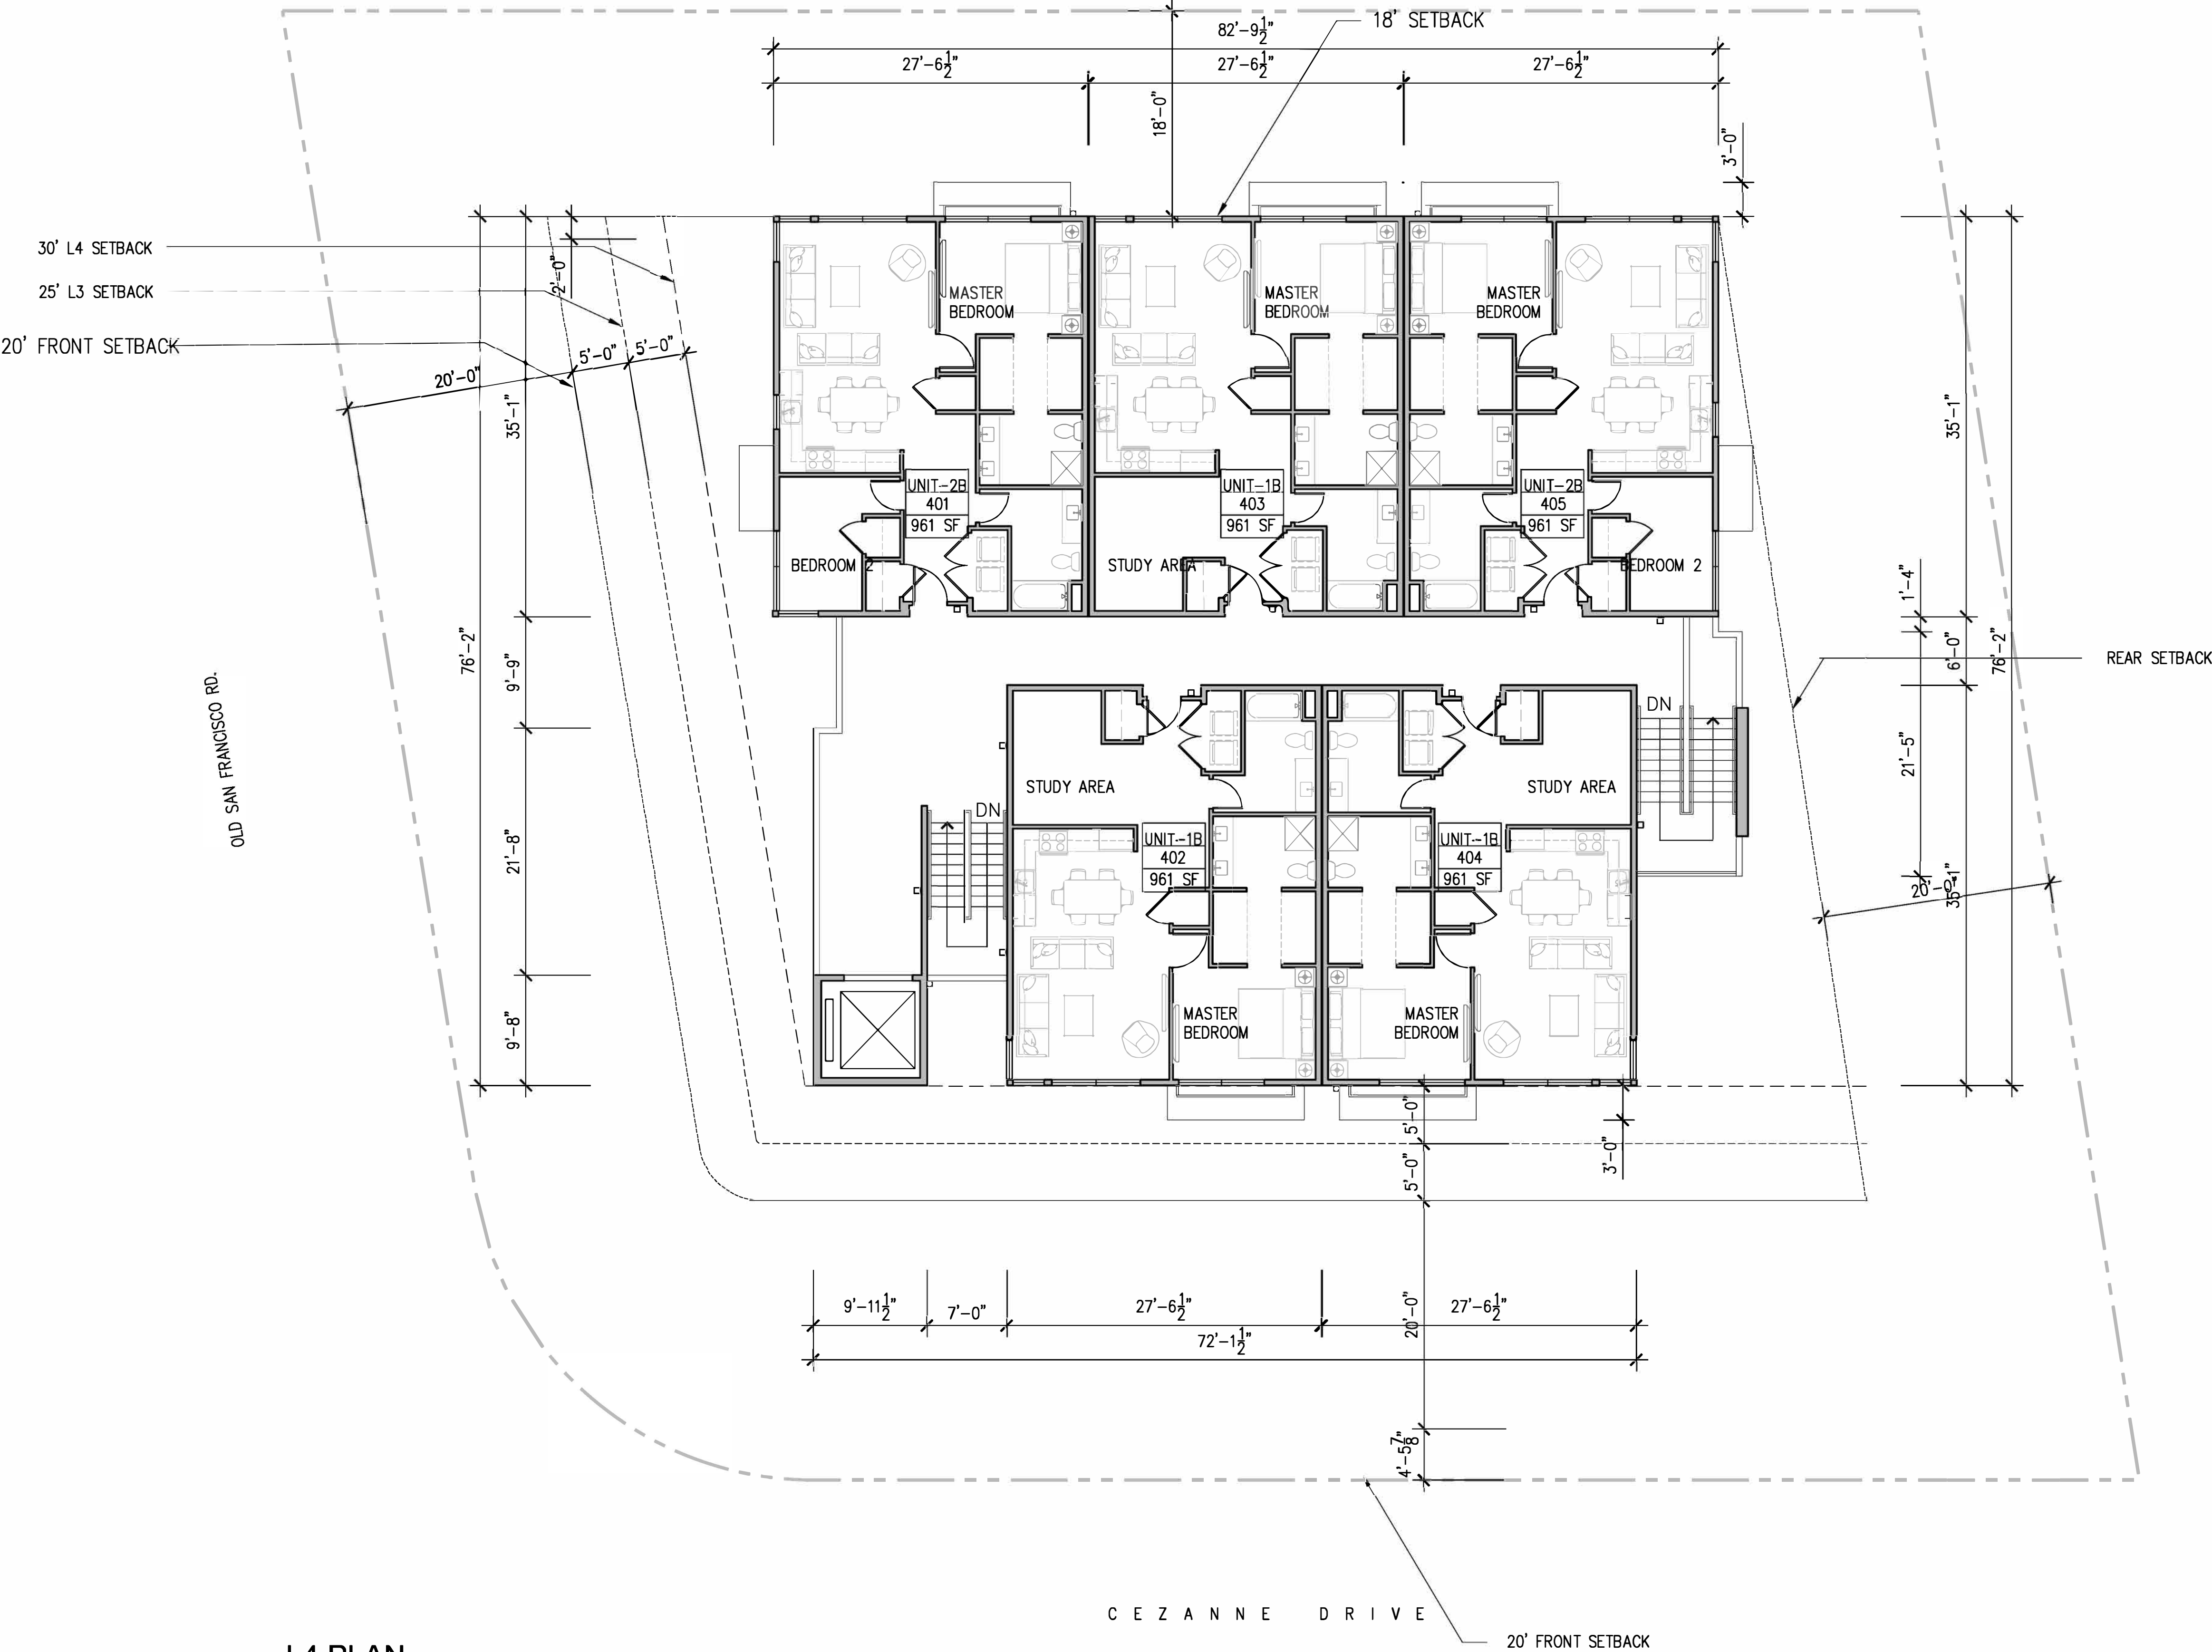 18' SETBACK
82'-9½"
27'-6½"
27'-6½"
27'-6½"
18'-0"
3'-0"
30' L4 SETBACK
25' L3 SETBACK
20' FRONT SETBACK
2'-0"
5'-0"
5'-0"
20'-0"
35'-1"
76'-2"
9'-9"
21'-8"
9'-8"
OLD SAN FRANCISCO RD.
MASTER
BEDROOM
MASTER
BEDROOM
MASTER
BEDROOM
UNIT-2B
401
961 SF
UNIT-1B
403
961 SF
UNIT-2B
405
961 SF
BEDROOM 2
STUDY AREA
BEDROOM 2
35'-1"
1'-4"
6'-0"
76'-2"
21'-5"
35'-1"
20'-0"
REAR SETBACK
DN
DN
STUDY AREA
STUDY AREA
UNIT-1B
402
961 SF
UNIT-1B
404
961 SF
MASTER
BEDROOM
MASTER
BEDROOM
5'-0"
5'-0"
3'-0"
9'-11½"
7'-0"
27'-6½"
27'-6½"
72'-1½"
20'-0"
4'-5⅞"
CEZANNE DRIVE
20' FRONT SETBACK
L4 PLAN